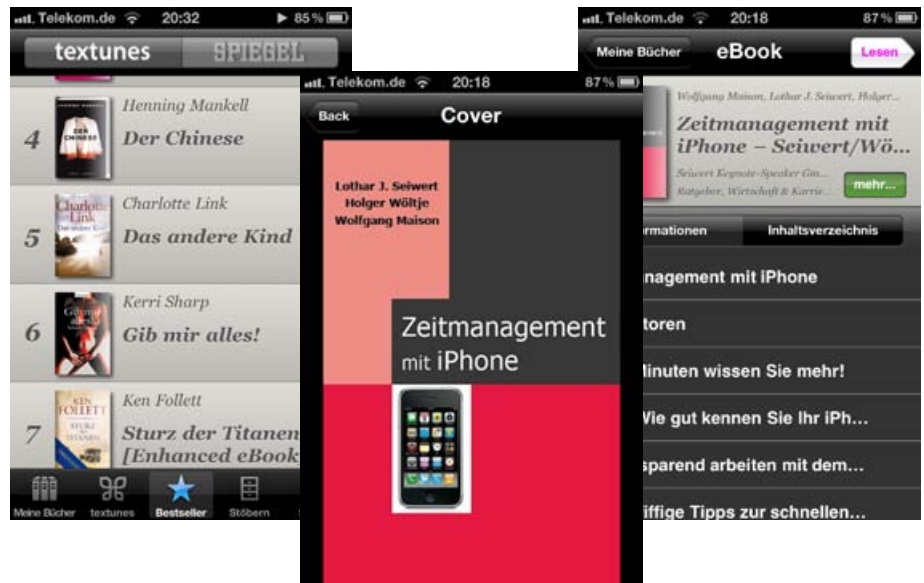 Telekom.de 20:32 85 %
textunes SPIEGEL
4
Henning Mankell
Der Chinese
5
Charlotte Link
Das andere Kind
6
Kerri Sharp
Gib mir alles!
7
Ken Follett
Sturz der Titanen
[Enhanced eBook
Meine Bücher textunes Bestseller Stöbern
Telekom.de 20:18 87 %
Back Cover
Lothar J. Seiwert
Holger Wöltje
Wolfgang Maison
Zeitmanagement
mit iPhone
Telekom.de 20:18 87 %
Meine Bücher eBook Lesen
Wolfgang Maison, Lothar J. Seiwert, Holger...
Zeitmanagement mit
iPhone – Seiwert/Wö...
Seiwert Keynote-Speaker Gm...
Ratgeber, Wirtschaft & Karrie...
mehr...
rmationen Inhaltsverzeichnis
nagement mit iPhone
toren
Minuten wissen Sie mehr!
Wie gut kennen Sie Ihr iPh...
sparend arbeiten mit dem...
iffige Tipps zur schnellen...